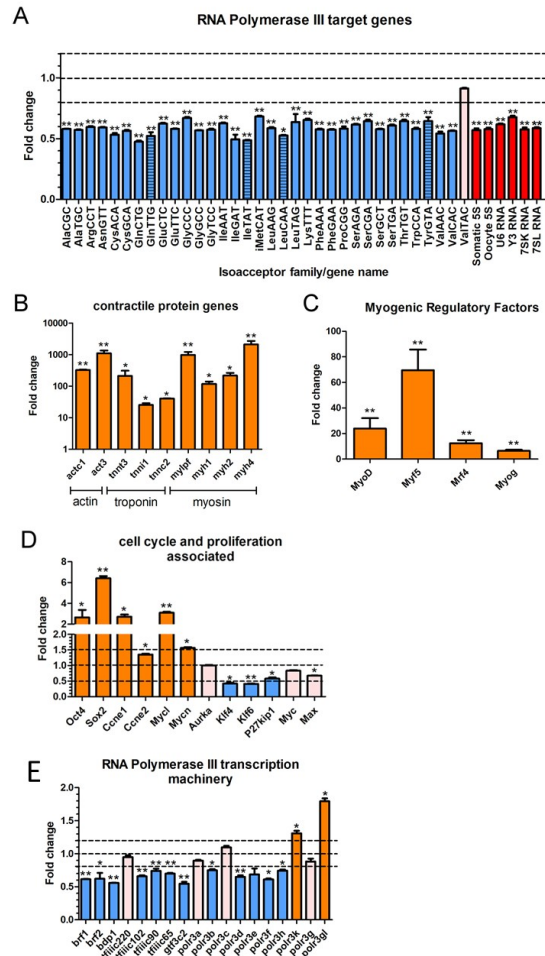 A
RNA Polymerase III target genes
Fold change
1.0
0.5
0.0
** ** ** ** ** ** ** ** ** ** ** ** ** ** ** ** ** ** * ** ** ** ** ** ** ** ** ** ** ** ** ** ** ** ** ** ** ** **
AlaCGC AlaTGC ArgCCT AsnGTT CysACA CysGCA GlnCTG GlnTTG GluCTC GluTTC GlyCCC GlyGCC GlyTCC IleAAT IleGAT IleTAT iMetCAT LeuAAG LeuCAA LeuTAG LysTTT PheAAA PheGAA ProCGG SerAGA SerCGA SerGCT SerTGA ThrTGT TrpCCA TyrGTA ValAAC ValCAC ValTAC Somatic 5S Oocyte 5S U6 RNA Y3 RNA 7SK RNA 7SL RNA
Isoacceptor family/gene name
B
contractile protein genes
Fold change
10000
1000
100
10
1
** ** * * * ** * * **
actc1 act3 tnnt3 tnni1 tnnc2 mylpf myh1 myh2 myh4
actin troponin myosin
C
Myogenic Regulatory Factors
Fold change
100
80
60
40
20
0
** ** ** **
MyoD Myf5 Mrf4 Myog
D
cell cycle and proliferation
associated
Fold change
8
6
4
2
2.0
1.5
1.0
0.5
0.0
* ** * * ** * * ** * *
Oct4 Sox2 Ccne1 Ccne2 Mycl Mycn Aurka Klf4 Klf6 P27kip1 Myc Max
E
RNA Polymerase III transcription
machinery
Fold change
2.0
1.5
1.0
0.5
0.0
** * ** ** ** ** ** * ** * * * *
brf1 brf2 bdp1 tfiiic220 tfiiic102 tfiiic90 tfiiic65 gtf3c2 polr3a polr3b polr3c polr3d polr3e polr3f polr3h polr3k polr3g polr3gl